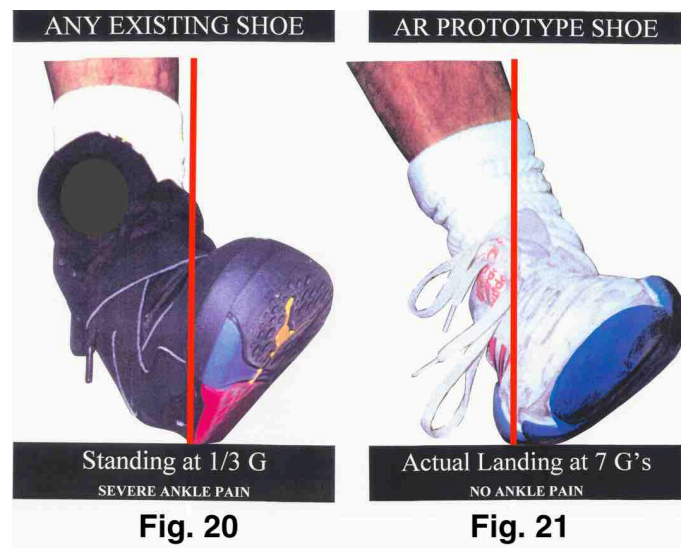 ANY EXISTING SHOE
AR PROTOTYPE SHOE
Standing at 1/3 G
SEVERE ANKLE PAIN
Actual Landing at 7 G's
NO ANKLE PAIN
Fig. 20
Fig. 21